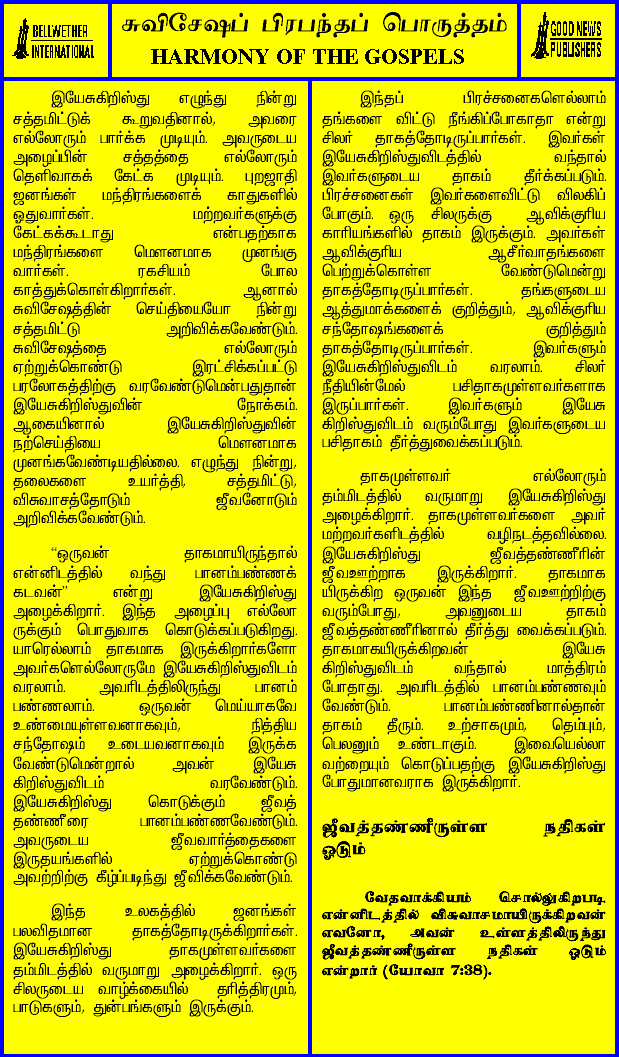 BELLWETHER
INTERNATIONAL
சுவிசேஷப் பிரபந்தப் பொருத்தம்
HARMONY OF THE GOSPELS
GOOD NEWS
PUBLISHERS
இயேசுகிறிஸ்து எழுந்து நின்று
சத்தமிட்டுக் கூறுவதினால், அவரை
எல்லோரும் பார்க்க முடியும். அவருடைய
அழைப்பின் சத்தத்தை எல்லோரும்
தெளிவாகக் கேட்க முடியும். புறஜாதி
ஜனங்கள் மந்திரங்களைக் காதுகளில்
ஓதுவார்கள். மற்றவர்களுக்கு
கேட்கக்கூடாது என்பதற்காக
மந்திரங்களை மௌனமாக முனங்கு
வார்கள். ரகசியம் போல
காத்துக்கொள்கிறார்கள். ஆனால்
சுவிசேஷத்தின் செய்தியையோ நின்று
சத்தமிட்டு அறிவிக்கவேண்டும்.
சுவிசேஷத்தை எல்லோரும்
ஏற்றுக்கொண்டு இரட்சிக்கப்பட்டு
பரலோகத்திற்கு வரவேண்டுமென்பதுதான்
இயேசுகிறிஸ்துவின் நோக்கம்.
ஆகையினால் இயேசுகிறிஸ்துவின்
நற்செய்தியை மௌனமாக
முனங்கவேண்டியதில்லை. எழுந்து நின்று,
தலைகளை உயர்த்தி, சத்தமிட்டு,
விசுவாசத்தோடும் ஜீவனோடும்
அறிவிக்கவேண்டும்.
“ஒருவன் தாகமாயிருந்தால்
என்னிடத்தில் வந்து பானம்பண்ணக்
கடவன்” என்று இயேசுகிறிஸ்து
அழைக்கிறார். இந்த அழைப்பு எல்லோ
ருக்கும் பொதுவாக கொடுக்கப்படுகிறது.
யாரெல்லாம் தாகமாக இருக்கிறார்களோ
அவர்களெல்லோருமே இயேசுகிறிஸ்துவிடம்
வரலாம். அவரிடத்திலிருந்து பானம்
பண்ணலாம். ஒருவன் மெய்யாகவே
உண்மையுள்ளவனாகவும், நித்திய
சந்தோஷம் உடையவனாகவும் இருக்க
வேண்டுமென்றால் அவன் இயேசு
கிறிஸ்துவிடம் வரவேண்டும்.
இயேசுகிறிஸ்து கொடுக்கும் ஜீவத்
தண்ணீரை பானம்பண்ணவேண்டும்.
அவருடைய ஜீவவார்த்தைகளை
இருதயங்களில் ஏற்றுக்கொண்டு
அவற்றிற்கு கீழ்ப்படிந்து ஜீவிக்கவேண்டும்.
இந்த உலகத்தில் ஜனங்கள்
பலவிதமான தாகத்தோடிருக்கிறார்கள்.
இயேசுகிறிஸ்து தாகமுள்ளவர்களை
தம்மிடத்தில் வருமாறு அழைக்கிறார். ஒரு
சிலருடைய வாழ்க்கையில் தரித்திரமும்,
பாடுகளும், துன்பங்களும் இருக்கும்.
இந்தப் பிரச்சனைகளெல்லாம்
தங்களை விட்டு நீங்கிப்போகாதா என்று
சிலர் தாகத்தோடிருப்பார்கள். இவர்கள்
இயேசுகிறிஸ்துவிடத்தில் வந்தால்
இவர்களுடைய தாகம் தீர்க்கப்படும்.
பிரச்சனைகள் இவர்களைவிட்டு விலகிப்
போகும். ஒரு சிலருக்கு ஆவிக்குரிய
காரியங்களில் தாகம் இருக்கும். அவர்கள்
ஆவிக்குரிய ஆசீர்வாதங்களை
பெற்றுக்கொள்ள வேண்டுமென்று
தாகத்தோடிருப்பார்கள். தங்களுடைய
ஆத்துமாக்களைக் குறித்தும், ஆவிக்குரிய
சந்தோஷங்களைக் குறித்தும்
தாகத்தோடிருப்பார்கள். இவர்களும்
இயேசுகிறிஸ்துவிடம் வரலாம். சிலர்
நீதியின்மேல் பசிதாகமுள்ளவர்களாக
இருப்பார்கள். இவர்களும் இயேசு
கிறிஸ்துவிடம் வரும்போது இவர்களுடைய
பசிதாகம் தீர்த்துவைக்கப்படும்.
தாகமுள்ளவர் எல்லோரும்
தம்மிடத்தில் வருமாறு இயேசுகிறிஸ்து
அழைக்கிறார். தாகமுள்ளவர்களை அவர்
மற்றவர்களிடத்தில் வழிநடத்தவில்லை.
இயேசுகிறிஸ்து ஜீவத்தண்ணீரின்
ஜீவஊற்றாக இருக்கிறார். தாகமாக
யிருக்கிற ஒருவன் இந்த ஜீவஊற்றிற்கு
வரும்போது, அவனுடைய தாகம்
ஜீவத்தண்ணீரினால் தீர்த்து வைக்கப்படும்.
தாகமாகயிருக்கிறவன் இயேசு
கிறிஸ்துவிடம் வந்தால் மாத்திரம்
போதாது. அவரிடத்தில் பானம்பண்ணவும்
வேண்டும். பானம்பண்ணினால்தான்
தாகம் தீரும். உற்சாகமும், தெம்பும்,
பெலனும் உண்டாகும். இவையெல்லா
வற்றையும் கொடுப்பதற்கு இயேசுகிறிஸ்து
போதுமானவராக இருக்கிறார்.
ஜீவத்தண்ணீருள்ள நதிகள்
ஓடும்
வேதவாக்கியம் சொல்லுகிறபடி
என்னிடத்தில் விசுவாசமாயிருக்கிறவன்
எவனோ, அவன் உள்ளத்திலிருந்து
ஜீவத்தண்ணீருள்ள நதிகள் ஓடும்
என்றார் (யோவா 7:38).